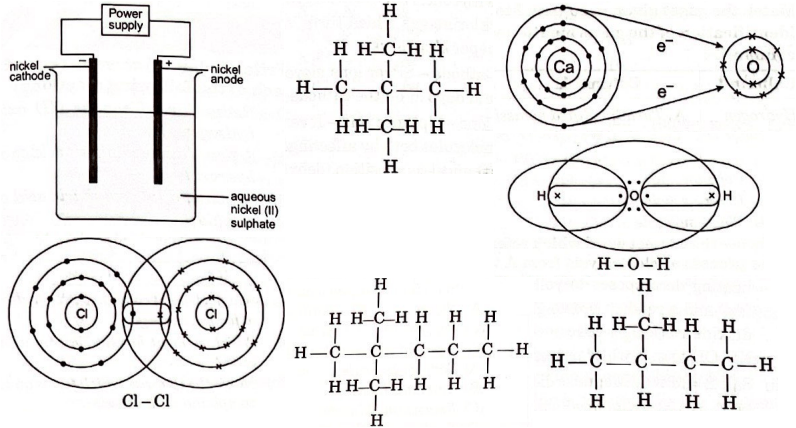 Power
supply
− +
nickel
cathode
nickel
anode
aqueous
nickel (II)
sulphate
H
H H–C–H H
H–C–C–C–H
H H–C–H H
H
Ca
e⁻
e⁻
O
H O H
H–O–H
Cl Cl
Cl–Cl
H
H H–C–H H H H
H–C–C–C–C–C–H
H H–C–H H H H
H
H
H H–C–H H H
H–C–C–C–C–H
H H H H